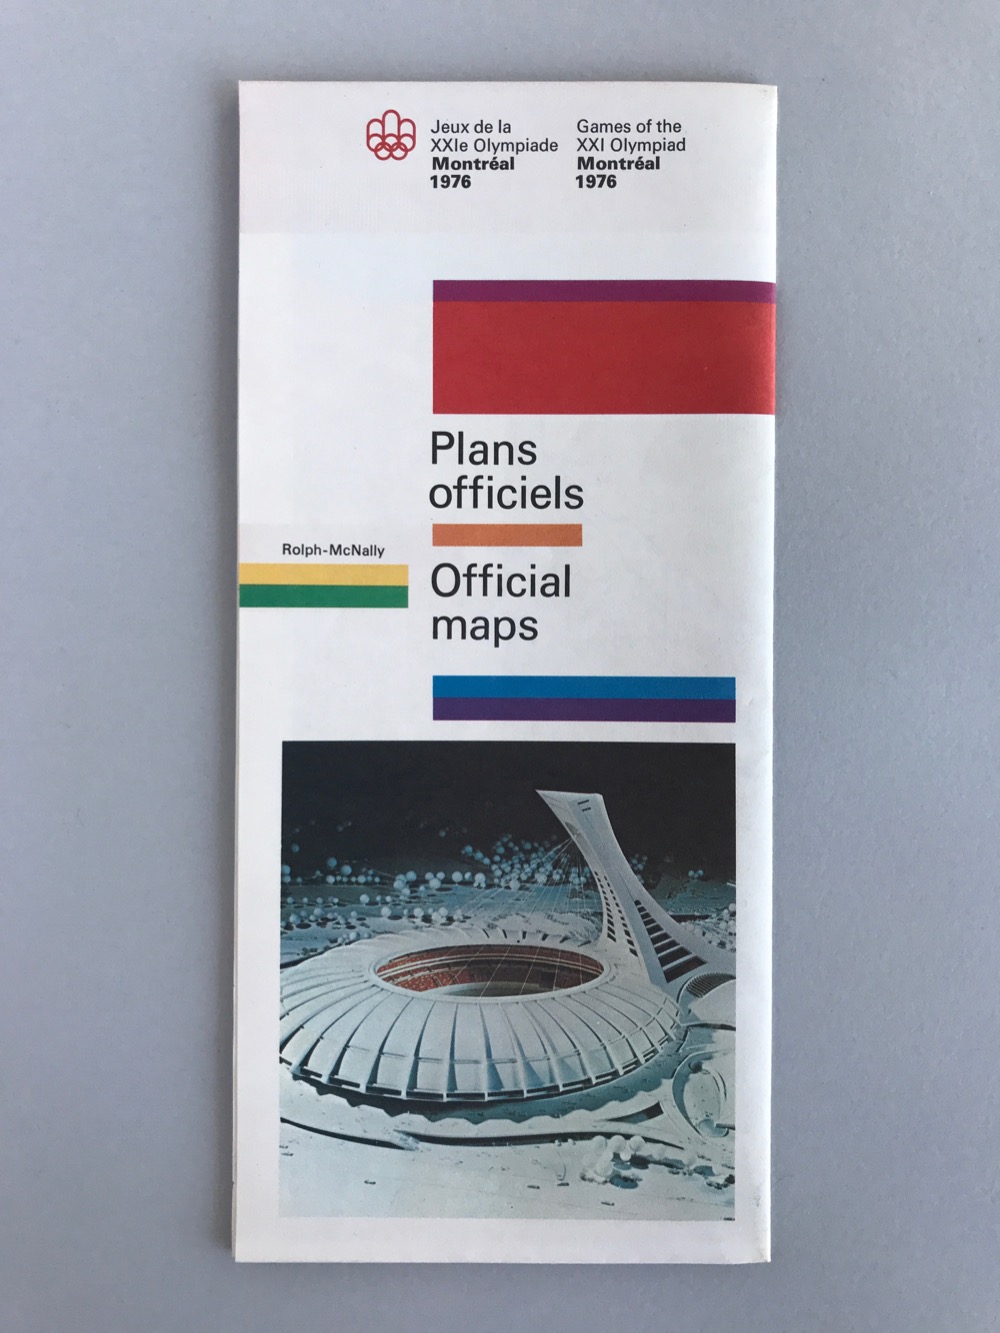 Jeux de la
XXIe Olympiade
Montréal
1976
Games of the
XXI Olympiad
Montréal
1976
Plans
officiels
Rolph-McNally
Official
maps